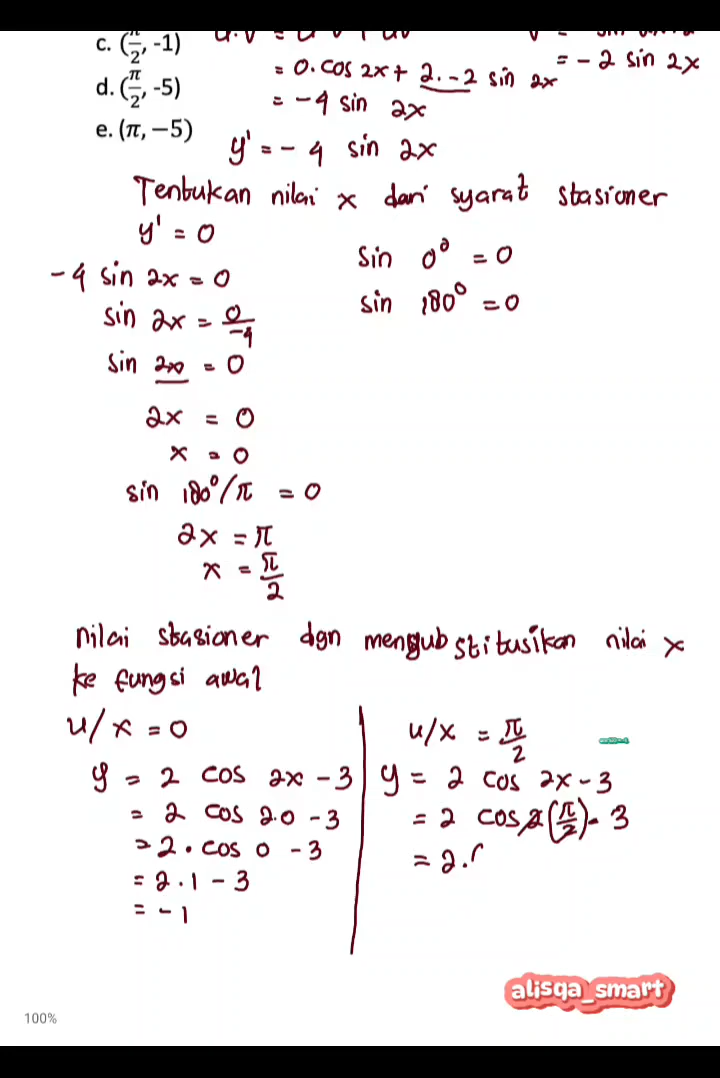 c. (π/2, -1)
= 0. cos 2x + 2. -2 sin 2x
= -2 sin 2x
d. (π/2, -5)
= -4 sin 2x
e. (π, −5)
y' = - 4 sin 2x
Tentukan nilai x dari syarat stasioner
y' = 0
-4 sin 2x = 0
sin 2x = 0/-4
sin 2x = 0
2x = 0
x = 0
sin 180°/π = 0
2x = π
x = π/2
sin 0° = 0
sin 180° = 0
nilai stasioner dgn mengubstitusikan nilai x
ke fungsi awal
u/ x = 0
y = 2 cos 2x - 3
= 2 cos 2.0 - 3
= 2 . cos 0 - 3
= 2 . 1 - 3
= - 1
u/x = π/2
y = 2 cos 2x - 3
= 2 cos 2(π/2) - 3
= 2.
alisqa_smart
100%